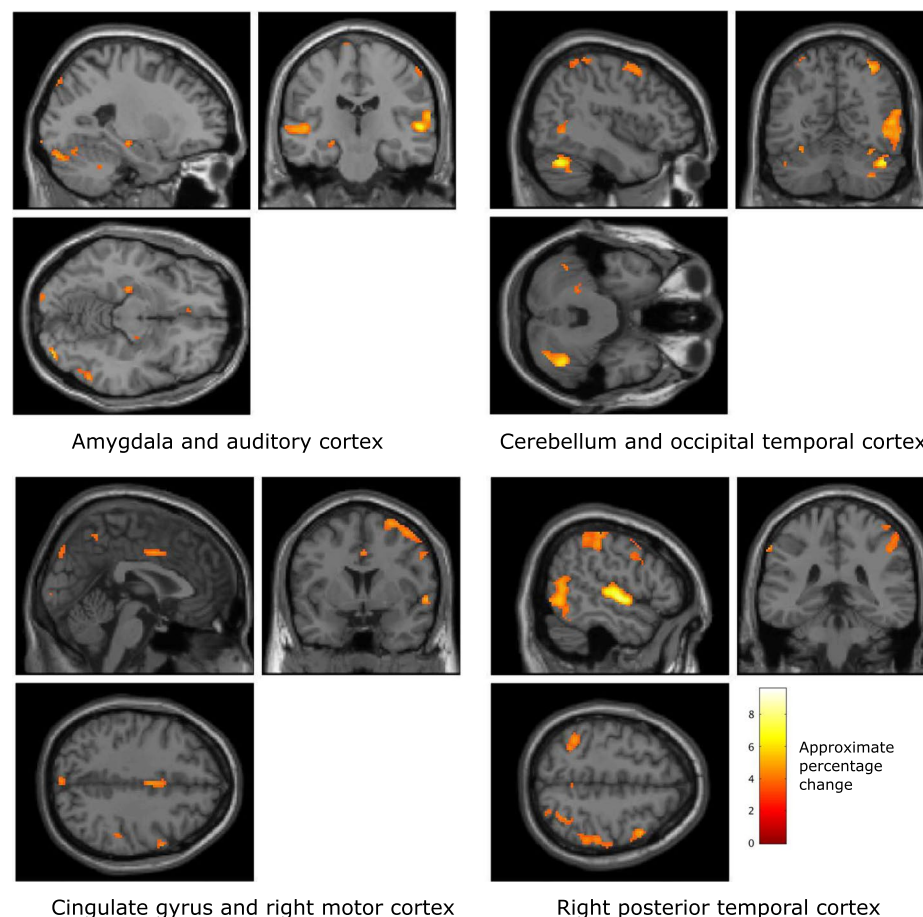 Amygdala and auditory cortex
Cerebellum and occipital temporal cortex
8
6
4
2
0
Approximate
percentage
change
Cingulate gyrus and right motor cortex
Right posterior temporal cortex